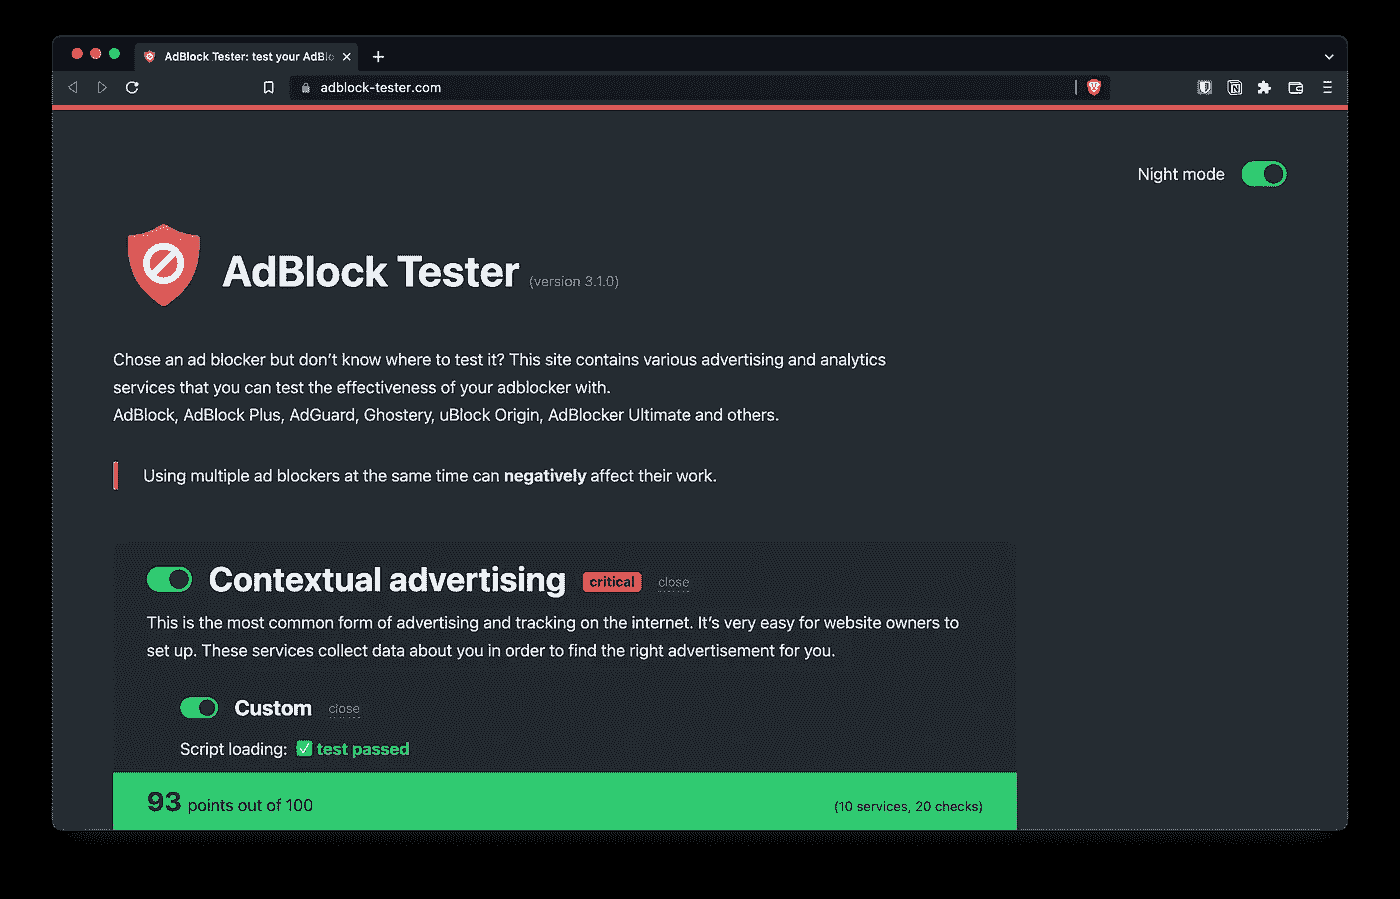 AdBlock Tester: test your AdBlo
adblock-tester.com
Night mode
AdBlock Tester (version 3.1.0)
Chose an ad blocker but don't know where to test it? This site contains various advertising and analytics
services that you can test the effectiveness of your adblocker with.
AdBlock, AdBlock Plus, AdGuard, Ghostery, uBlock Origin, AdBlocker Ultimate and others.
Using multiple ad blockers at the same time can negatively affect their work.
Contextual advertising critical close
This is the most common form of advertising and tracking on the internet. It's very easy for website owners to
set up. These services collect data about you in order to find the right advertisement for you.
Custom close
Script loading: ✅ test passed
93 points out of 100 (10 services, 20 checks)